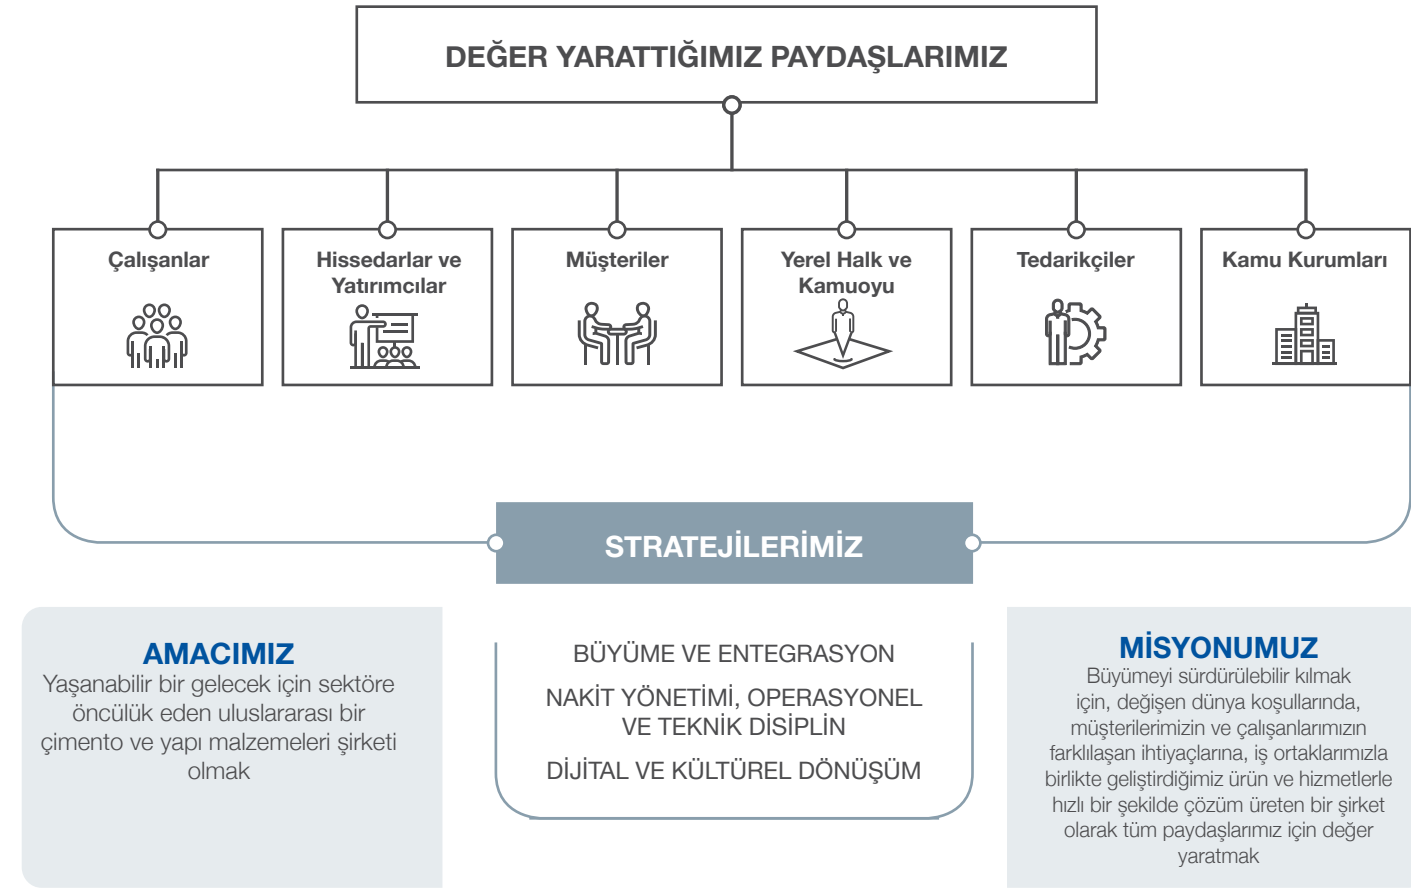 DEĞER YARATTIĞIMIZ PAYDAŞLARIMIZ
Çalışanlar
Hissedarlar ve
Yatırımcılar
Müşteriler
Yerel Halk ve
Kamuoyu
Tedarikçiler
Kamu Kurumları
STRATEJİLERİMİZ
AMACIMIZ
Yaşanabilir bir gelecek için sektöre
öncülük eden uluslararası bir
çimento ve yapı malzemeleri şirketi
olmak
BÜYÜME VE ENTEGRASYON
NAKİT YÖNETİMİ, OPERASYONEL
VE TEKNİK DİSİPLİN
DİJİTAL VE KÜLTÜREL DÖNÜŞÜM
MİSYONUMUZ
Büyümeyi sürdürülebilir kılmak
için, değişen dünya koşullarında,
müşterilerimizin ve çalışanlarımızın
farklılaşan ihtiyaçlarına, iş ortaklarımızla
birlikte geliştirdiğimiz ürün ve hizmetlerle
hızlı bir şekilde çözüm üreten bir şirket
olarak tüm paydaşlarımız için değer
yaratmak